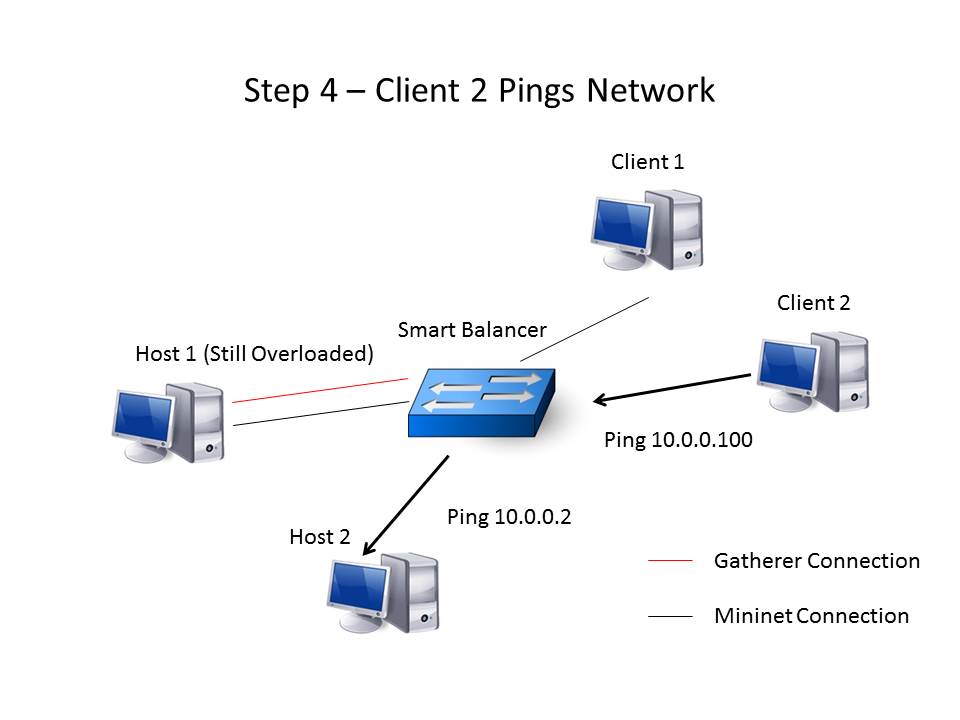 Step 4 – Client 2 Pings Network
Client 1
Client 2
Smart Balancer
Host 1 (Still Overloaded)
Ping 10.0.0.100
Ping 10.0.0.2
Host 2
Gatherer Connection
Mininet Connection